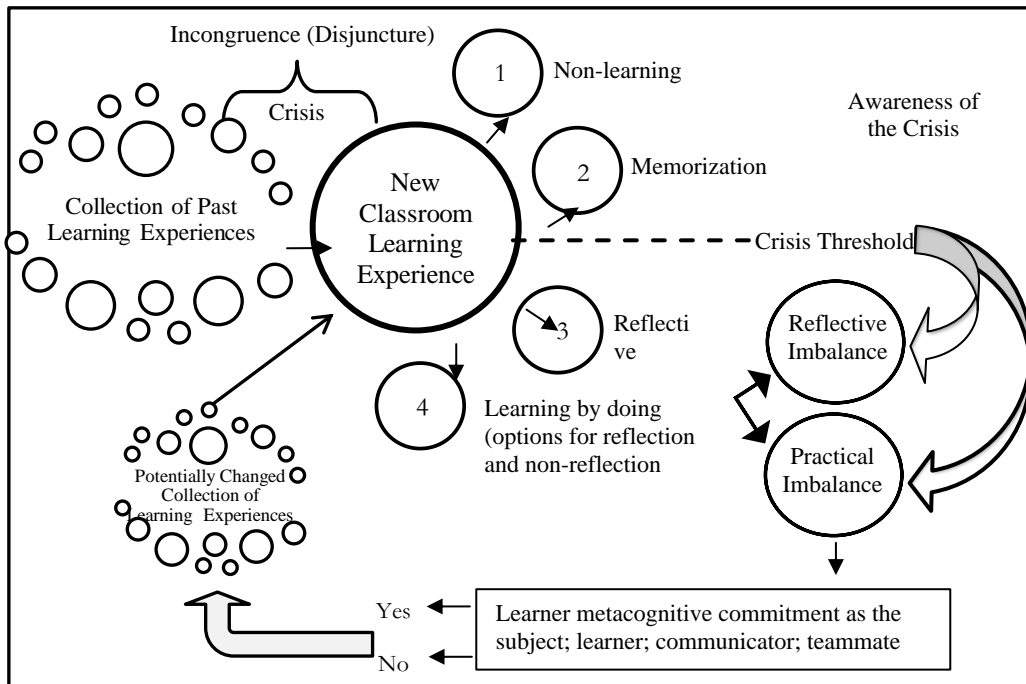 Incongruence (Disjuncture)
Crisis
1
Non-learning
Awareness of
the Crisis
2
Memorization
New
Classroom
Learning
Experience
Collection of Past
Learning Experiences
Crisis Threshold
3
Reflecti
ve
Reflective
Imbalance
4
Learning by doing
(options for reflection
and non-reflection
Practical
Imbalance
Potentially Changed
Collection of
Learning Experiences
Yes
No
Learner metacognitive commitment as the
subject; learner; communicator; teammate